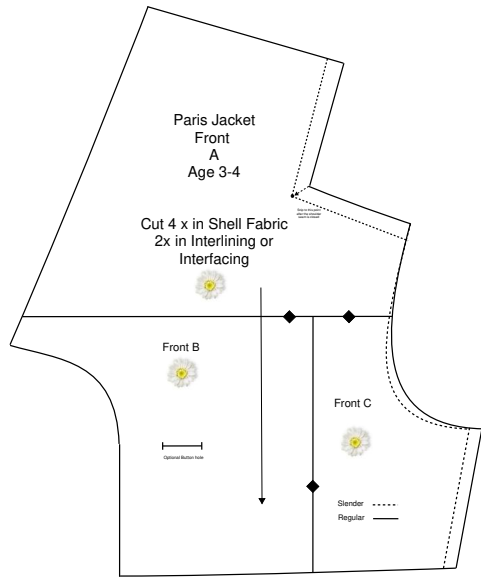 Paris Jacket
Front
A
Age 3-4
Cut 4 x in Shell Fabric
2x in Interlining or
Interfacing
Front B
Front C
Optional Button hole
Slender
Regular